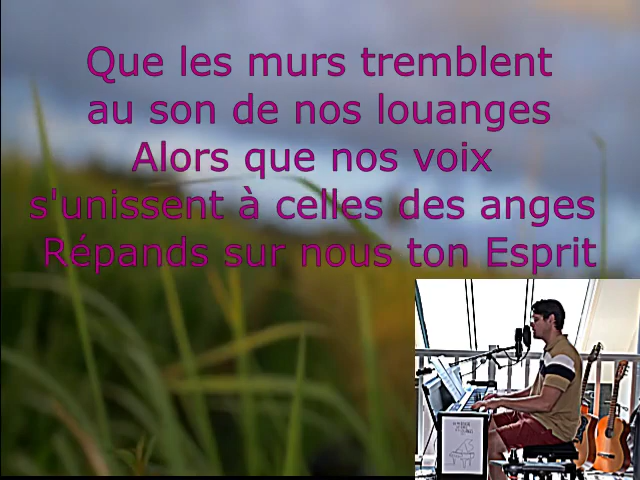 Que les murs tremblent
au son de nos louanges
Alors que nos voix
s'unissent à celles des anges
Répands sur nous ton Esprit